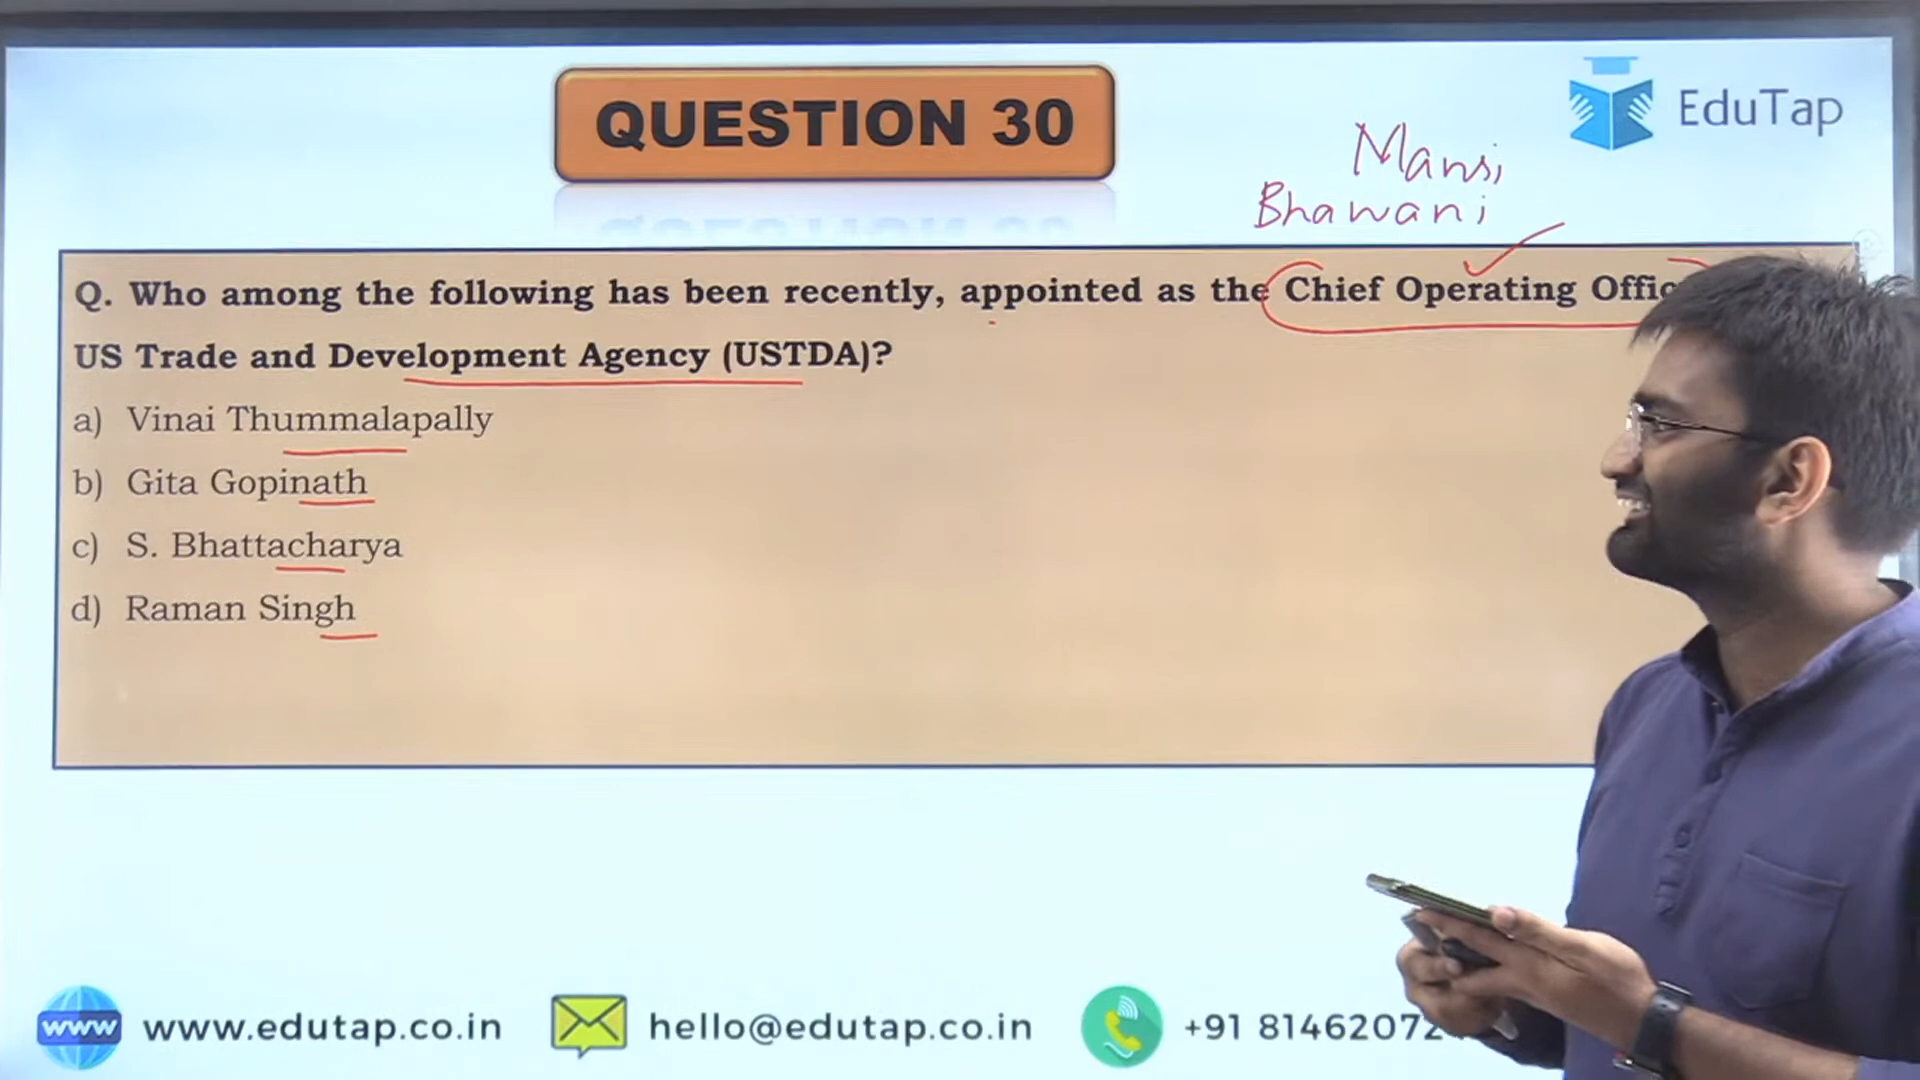 QUESTION 30
EduTap
Mansi
Bhawani
Q. Who among the following has been recently, appointed as the Chief Operating Offic
US Trade and Development Agency (USTDA)?
a) Vinai Thummalapally
b) Gita Gopinath
c) S. Bhattacharya
d) Raman Singh
www
www.edutap.co.in
hello@edutap.co.in
+91 81462072